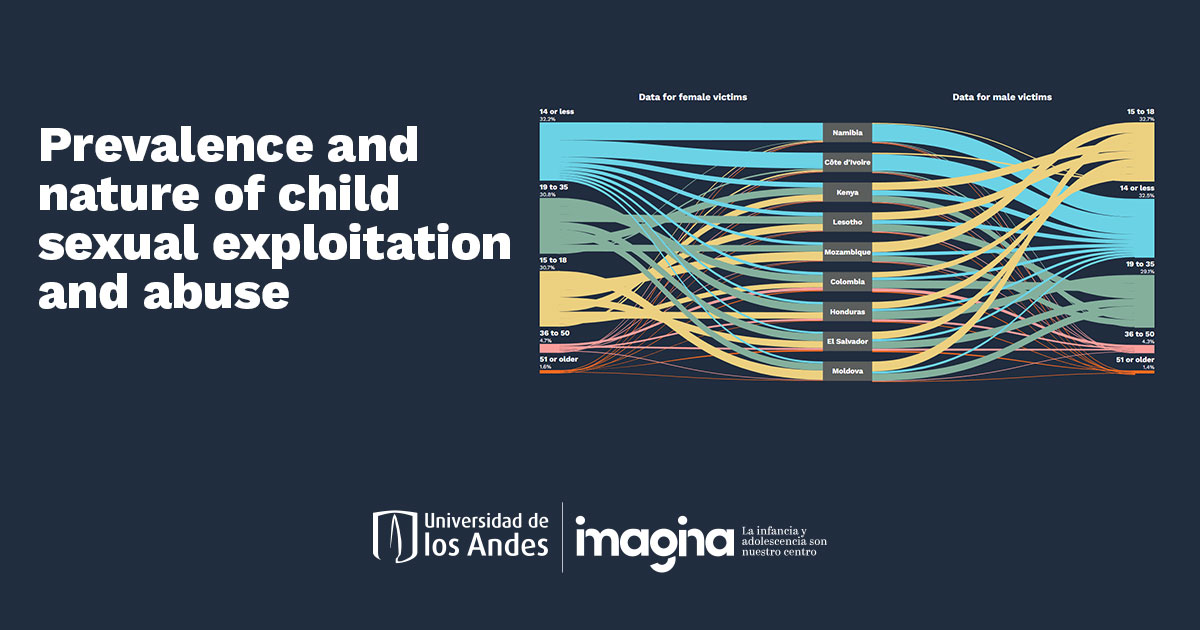 Prevalence and
nature of child
sexual exploitation
and abuse
Data for female victims
Data for male victims
14 or less
32.2%
19 to 35
30.8%
15 to 18
30.7%
36 to 50
4.7%
51 or older
1.6%
Namibia
Côte d'Ivoire
Kenya
Lesotho
Mozambique
Colombia
Honduras
El Salvador
Moldova
15 to 18
32.7%
14 or less
32.5%
19 to 35
29.1%
36 to 50
4.3%
51 or older
1.4%
Universidad de
los Andes
imagina
La infancia y
adolescencia son
nuestro centro